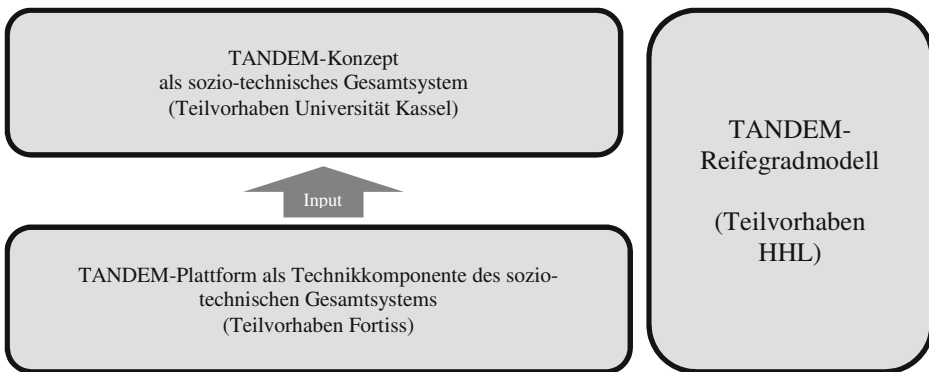 TANDEM-Konzept
als sozio-technisches Gesamtsystem
(Teilvorhaben Universität Kassel)
Input
TANDEM-Plattform als Technikkomponente des sozio-
technischen Gesamtsystems
(Teilvorhaben Fortiss)
TANDEM-
Reifegradmodell
(Teilvorhaben
HHL)